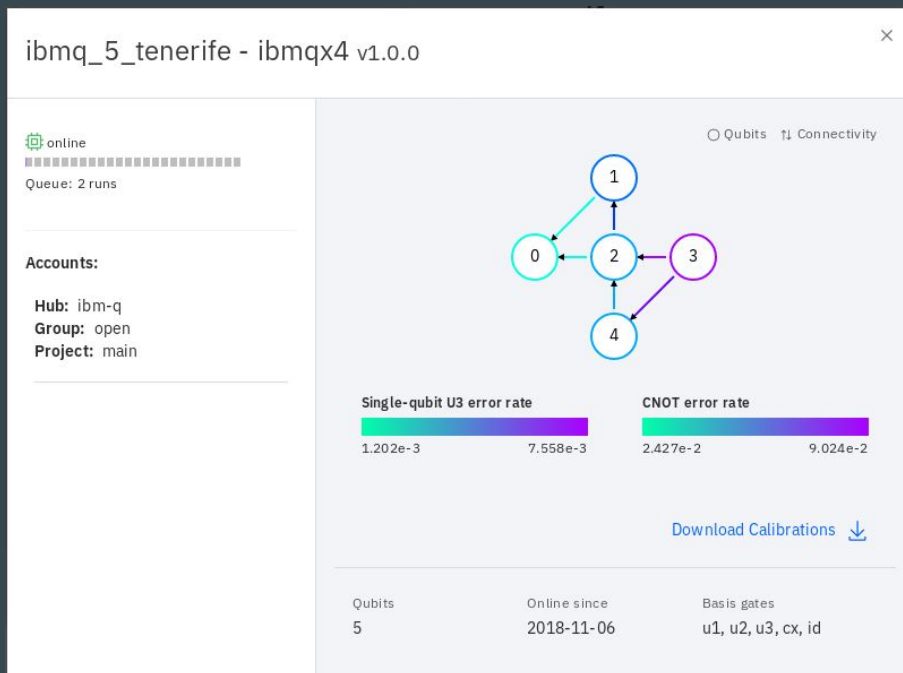 ibmq_5_tenerife - ibmqx4 v1.0.0
online
Queue: 2 runs
Accounts:
Hub: ibm-q
Group: open
Project: main
Qubits Connectivity
1
0 2 3
4
Single-qubit U3 error rate
1.202e-3 7.558e-3
CNOT error rate
2.427e-2 9.024e-2
Download Calibrations
Qubits
5
Online since
2018-11-06
Basis gates
u1, u2, u3, cx, id